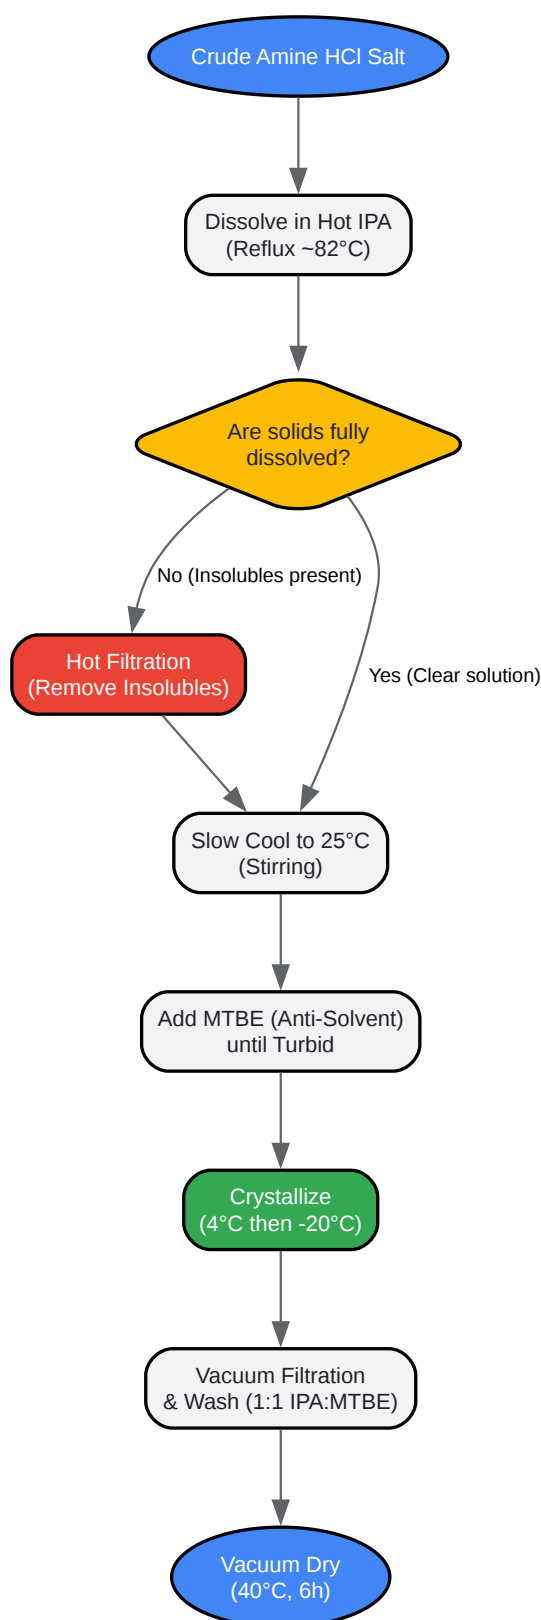 Crude Amine HCl Salt
Dissolve in Hot IPA
(Reflux ~82°C)
Are solids fully
dissolved?
No (Insolubles present)
Hot Filtration
(Remove Insolubles)
Yes (Clear solution)
Slow Cool to 25°C
(Stirring)
Add MTBE (Anti-Solvent)
until Turbid
Crystallize
(4°C then -20°C)
Vacuum Filtration
& Wash (1:1 IPA:MTBE)
Vacuum Dry
(40°C, 6h)